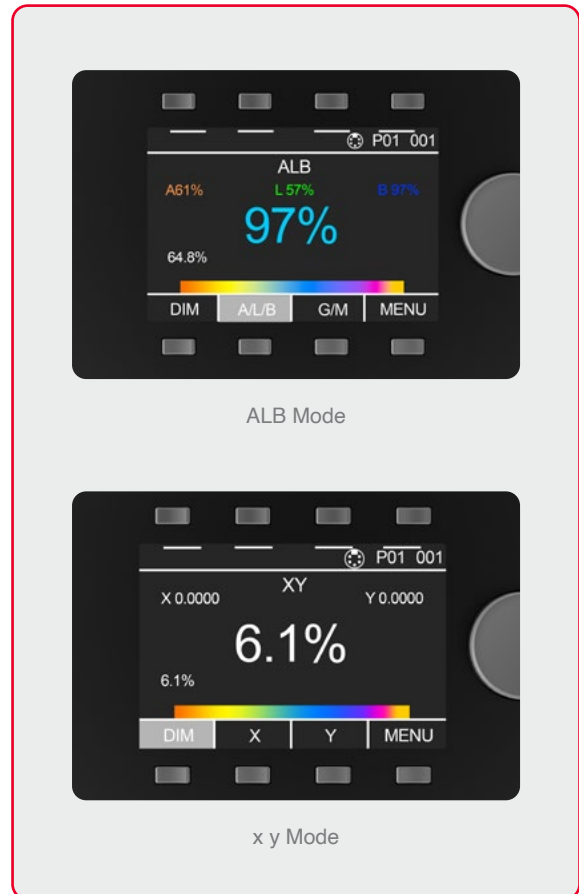 P01 001
ALB
A61% L 57% B 97%
97%
64.8%
DIM A/L/B G/M MENU
ALB Mode
P01 001
XY
X 0.0000 Y 0.0000
6.1%
6.1%
DIM X Y MENU
x y Mode